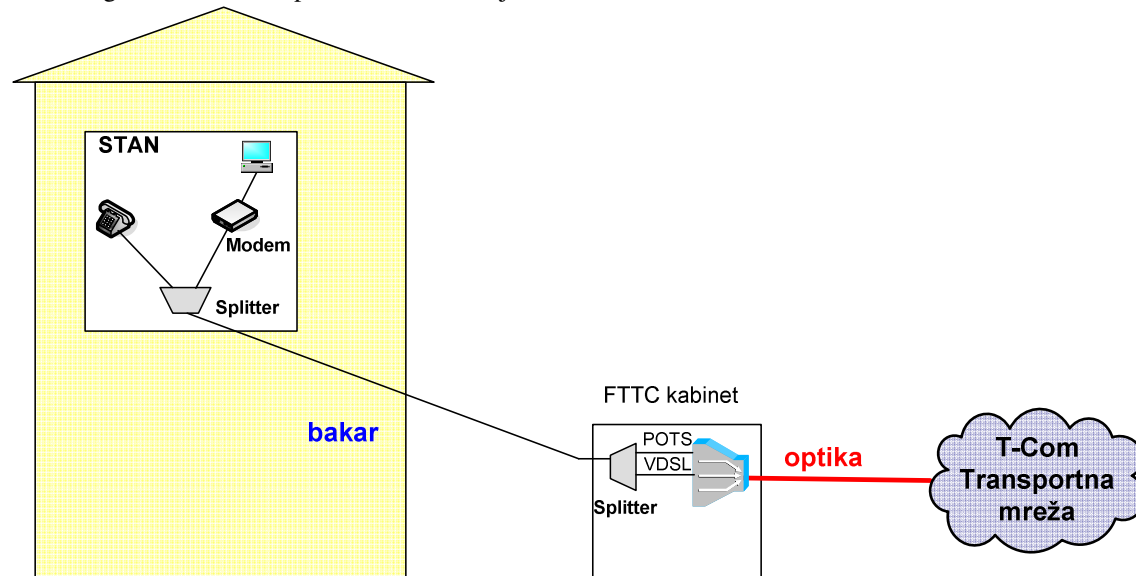 STAN
Modem
Splitter
bakar
FTTC kabinet
POTS
VDSL
Splitter
optika
T-Com
Transportna
mreža